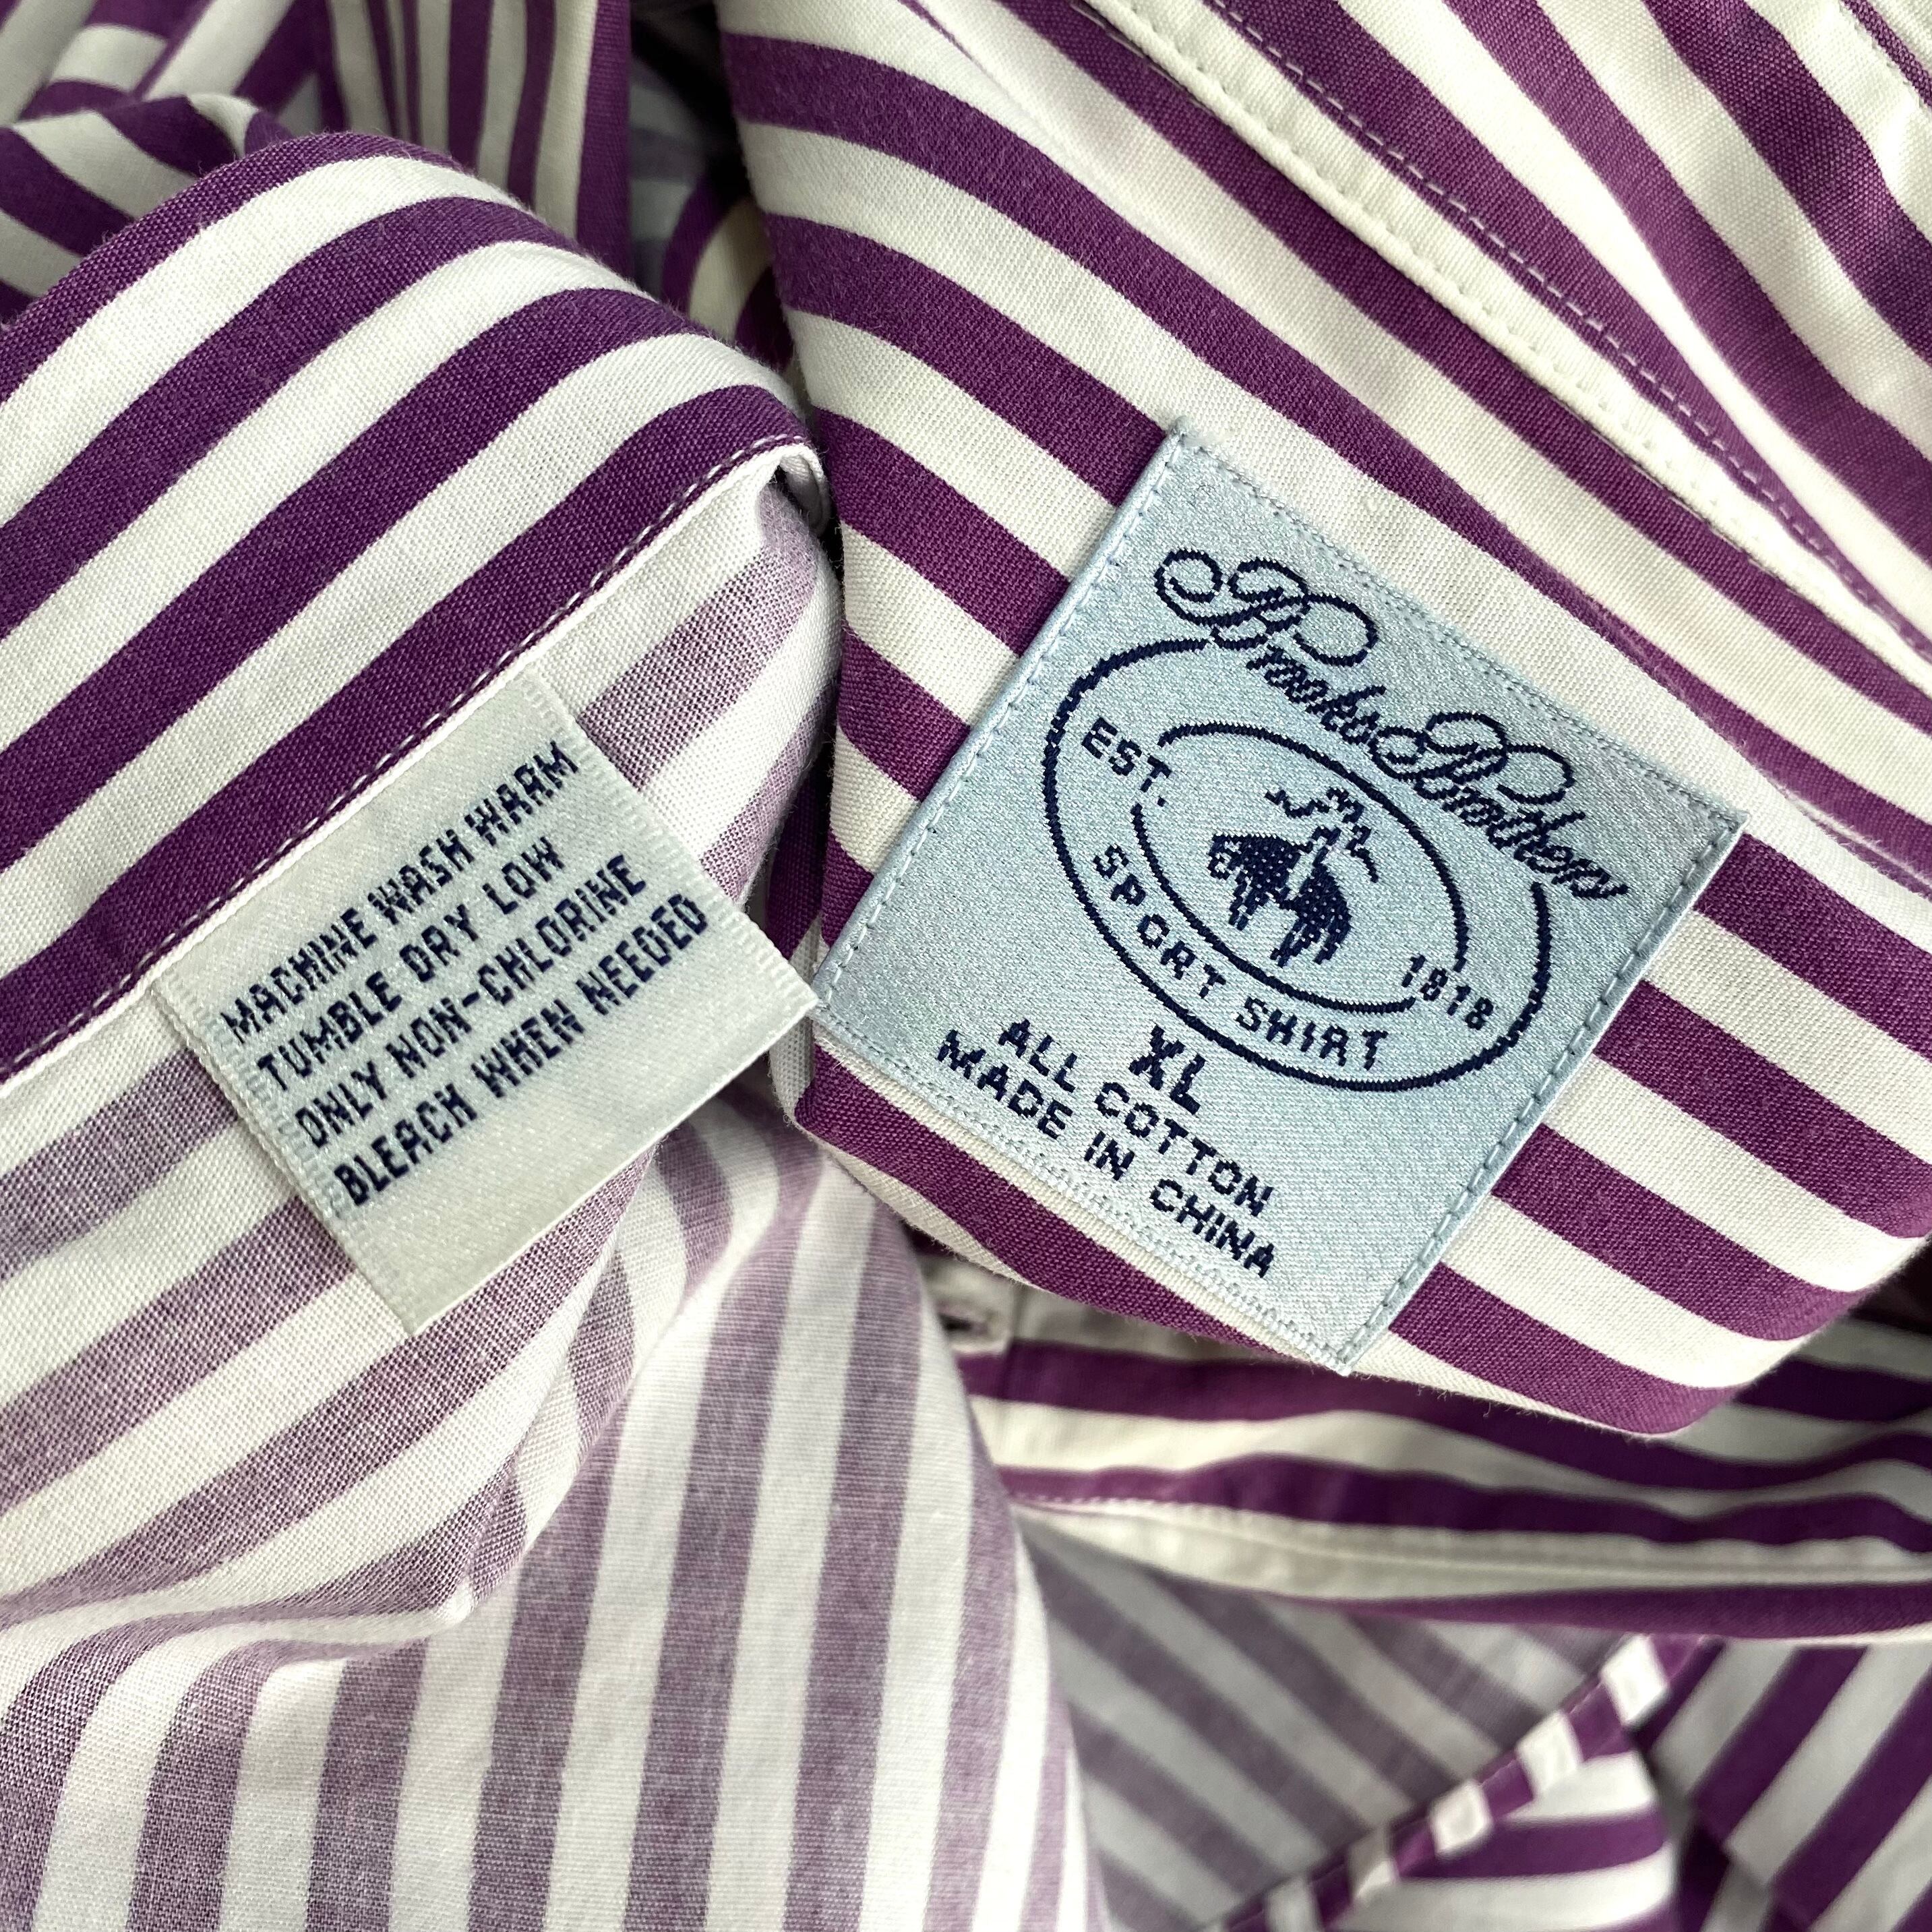 MACHINE WASH WARM
TUMBLE DRY LOW
ONLY NON-CHLORINE
BLEACH WHEN NEEDED
Brooks Brothers
EST. 1818
SPORT SHIRT
XL
ALL COTTON
MADE IN CHINA